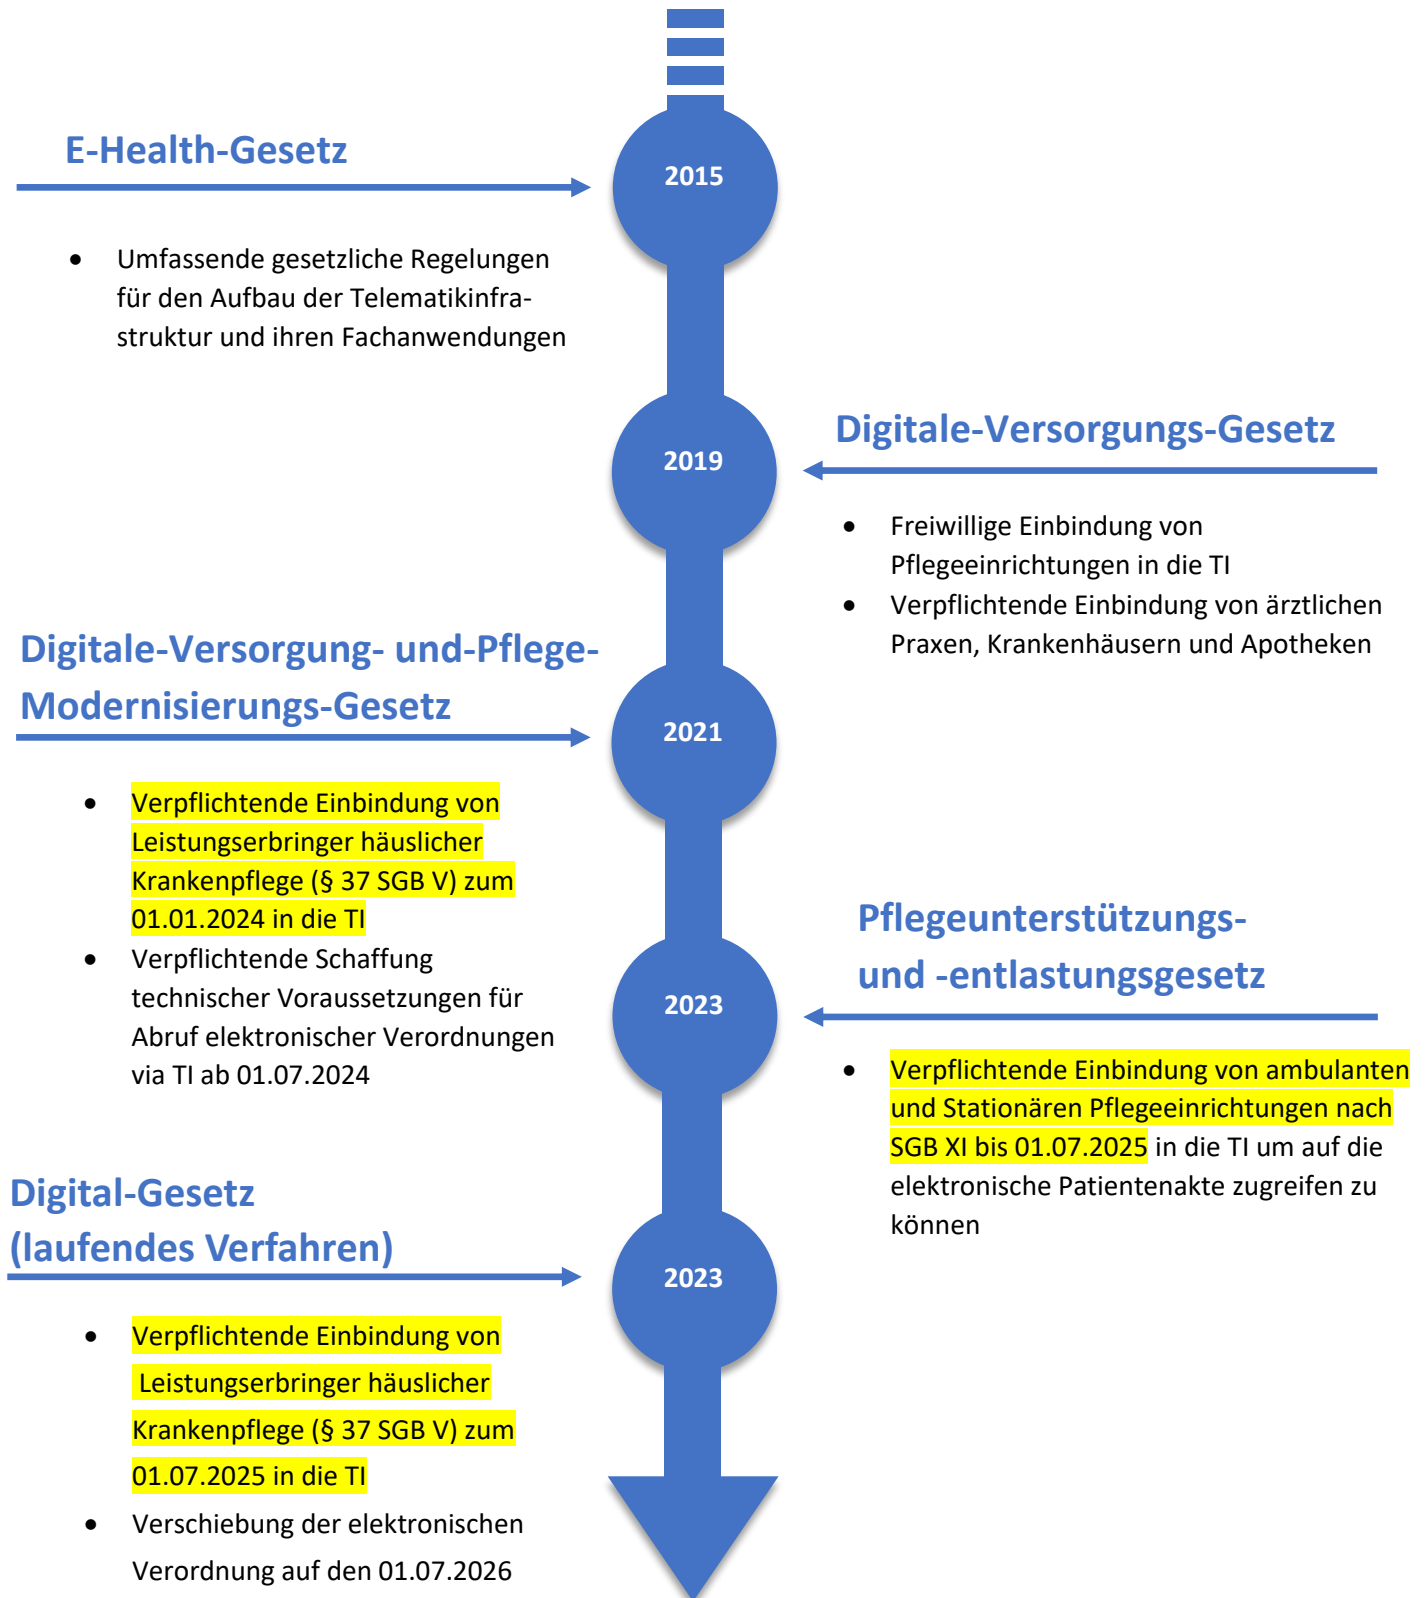 E-Health-Gesetz
2015
• Umfassende gesetzliche Regelungen
für den Aufbau der Telematikinfra-
struktur und ihren Fachanwendungen
Digitale-Versorgungs-Gesetz
2019
• Freiwillige Einbindung von
Pflegeeinrichtungen in die TI
• Verpflichtende Einbindung von ärztlichen
Praxen, Krankenhäusern und Apotheken
Digitale-Versorgung- und-Pflege-
Modernisierungs-Gesetz
2021
• Verpflichtende Einbindung von
Leistungserbringer häuslicher
Krankenpflege (§ 37 SGB V) zum
01.01.2024 in die TI
• Verpflichtende Schaffung
technischer Voraussetzungen für
Abruf elektronischer Verordnungen
via TI ab 01.07.2024
Pflegeunterstützungs-
und -entlastungsgesetz
2023
• Verpflichtende Einbindung von ambulanten
und Stationären Pflegeeinrichtungen nach
SGB XI bis 01.07.2025 in die TI um auf die
elektronische Patientenakte zugreifen zu
können
Digital-Gesetz
(laufendes Verfahren)
2023
• Verpflichtende Einbindung von
Leistungserbringer häuslicher
Krankenpflege (§ 37 SGB V) zum
01.07.2025 in die TI
• Verschiebung der elektronischen
Verordnung auf den 01.07.2026